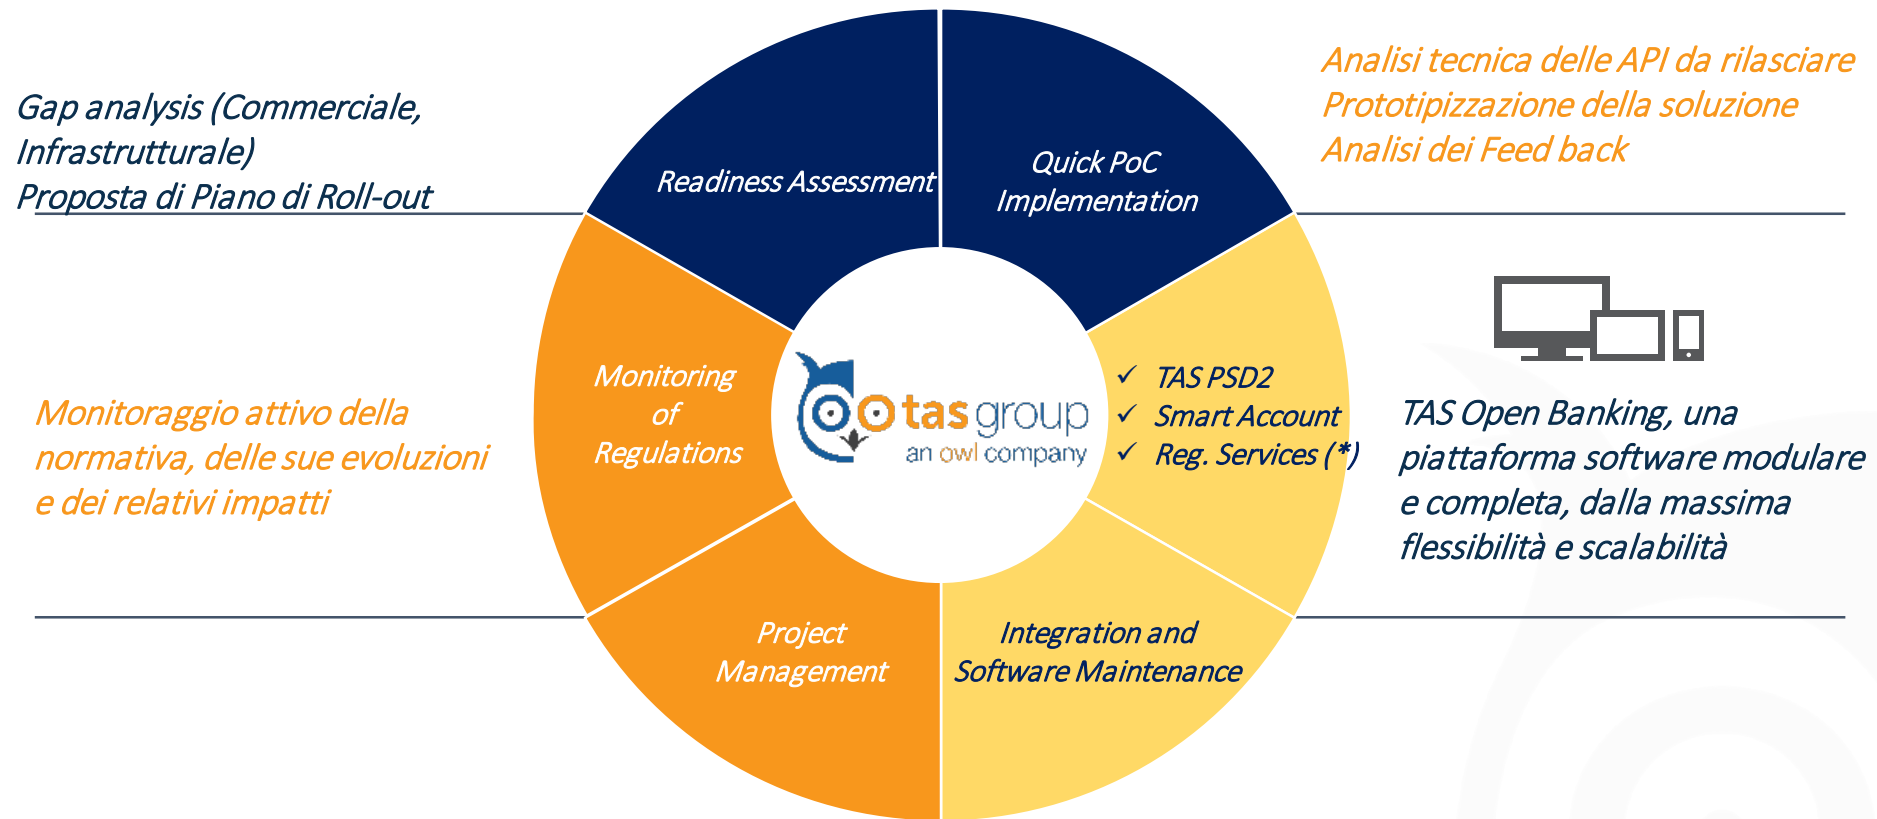 Gap analysis (Commerciale,
Infrastrutturale)
Proposta di Piano di Roll-out
Readiness Assessment
Quick PoC
Implementation
Analisi tecnica delle API da rilasciare
Prototipizzazione della soluzione
Analisi dei Feed back
Monitoraggio attivo della
normativa, delle sue evoluzioni
e dei relativi impatti
Monitoring
of
Regulations
tas group
an owl company
✓ TAS PSD2
✓ Smart Account
✓ Reg. Services (*)
TAS Open Banking, una
piattaforma software modulare
e completa, dalla massima
flessibilità e scalabilità
Project
Management
Integration and
Software Maintenance